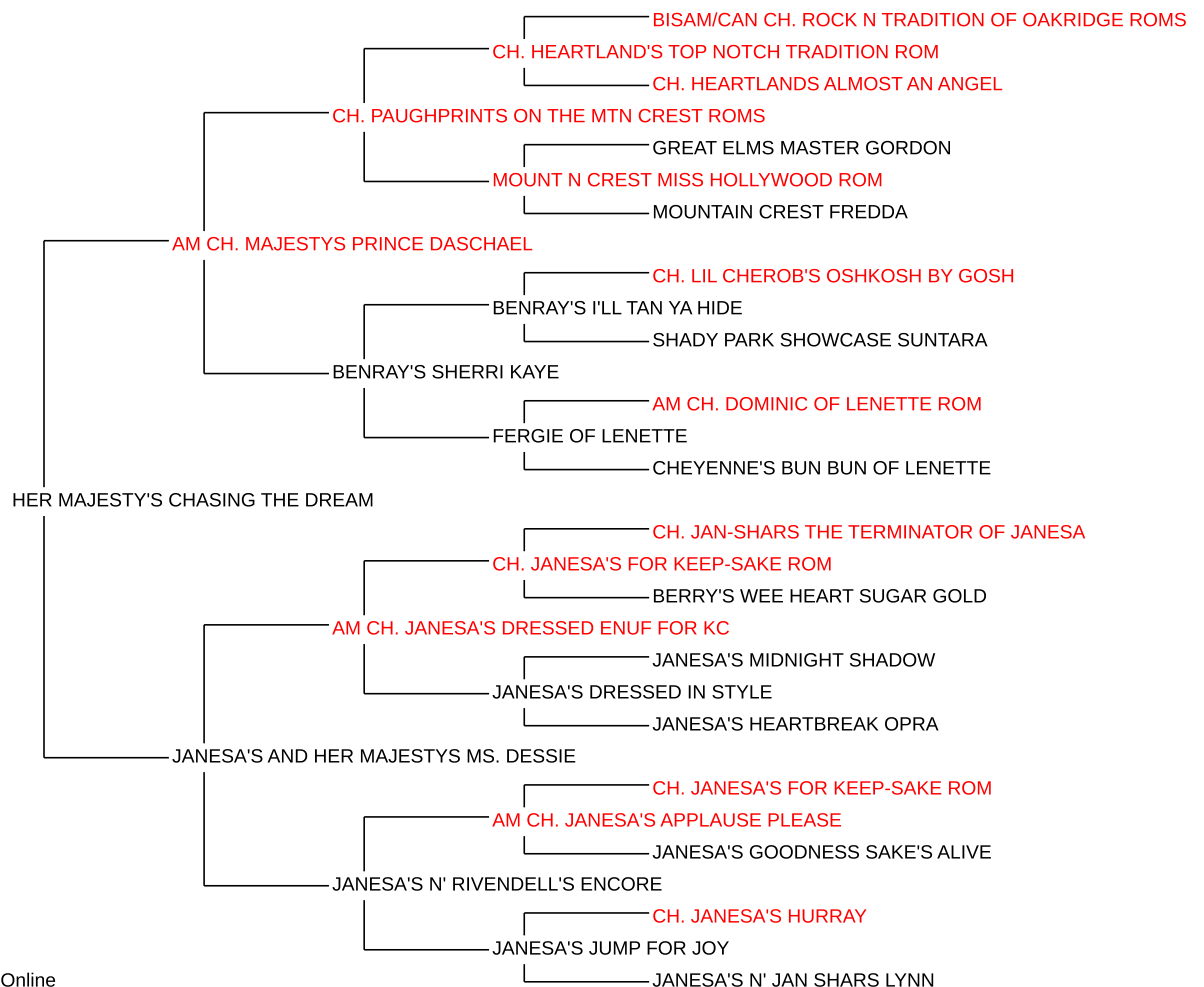 BISAM/CAN CH. ROCK N TRADITION OF OAKRIDGE ROMS
CH. HEARTLAND'S TOP NOTCH TRADITION ROM
CH. HEARTLANDS ALMOST AN ANGEL
CH. PAUGHPRINTS ON THE MTN CREST ROMS
GREAT ELMS MASTER GORDON
MOUNT N CREST MISS HOLLYWOOD ROM
MOUNTAIN CREST FREDDA
AM CH. MAJESTYS PRINCE DASCHAEL
CH. LIL CHEROB'S OSHKOSH BY GOSH
BENRAY'S I'LL TAN YA HIDE
SHADY PARK SHOWCASE SUNTARA
BENRAY'S SHERRI KAYE
AM CH. DOMINIC OF LENETTE ROM
FERGIE OF LENETTE
CHEYENNE'S BUN BUN OF LENETTE
HER MAJESTY'S CHASING THE DREAM
CH. JAN-SHARS THE TERMINATOR OF JANESA
CH. JANESA'S FOR KEEP-SAKE ROM
BERRY'S WEE HEART SUGAR GOLD
AM CH. JANESA'S DRESSED ENUF FOR KC
JANESA'S MIDNIGHT SHADOW
JANESA'S DRESSED IN STYLE
JANESA'S HEARTBREAK OPRA
JANESA'S AND HER MAJESTYS MS. DESSIE
CH. JANESA'S FOR KEEP-SAKE ROM
AM CH. JANESA'S APPLAUSE PLEASE
JANESA'S GOODNESS SAKE'S ALIVE
JANESA'S N' RIVENDELL'S ENCORE
CH. JANESA'S HURRAY
JANESA'S JUMP FOR JOY
JANESA'S N' JAN SHARS LYNN
Online